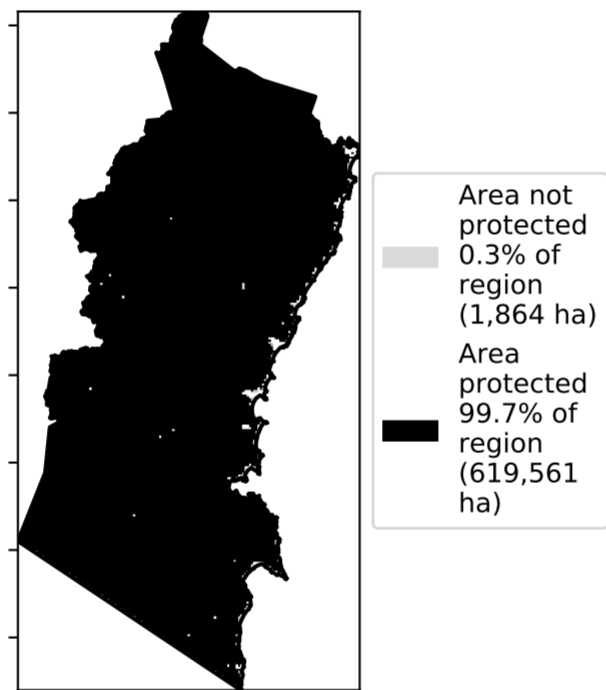 Area not
protected
0.3% of
region
(1,864 ha)
Area
protected
99.7% of
region
(619,561
ha)